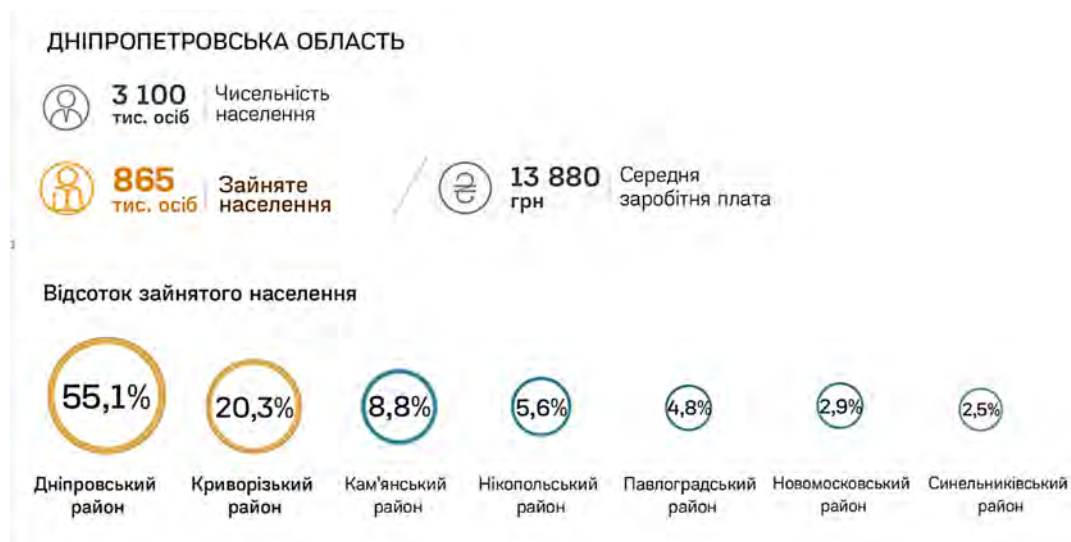 ДНІПРОПЕТРОВСЬКА ОБЛАСТЬ
3 100
тис. осіб
Чисельність
населення
865
тис. осіб
Зайняте
населення
13 880
грн
Середня
заробітня плата
Відсоток зайнятого населення
55,1%
20,3%
8,8%
5,6%
4,8%
2,9%
2,5%
Дніпровський
район
Криворізький
район
Кам'янський
район
Нікопольський
район
Павлоградський
район
Новомосковський
район
Синельниківський
район